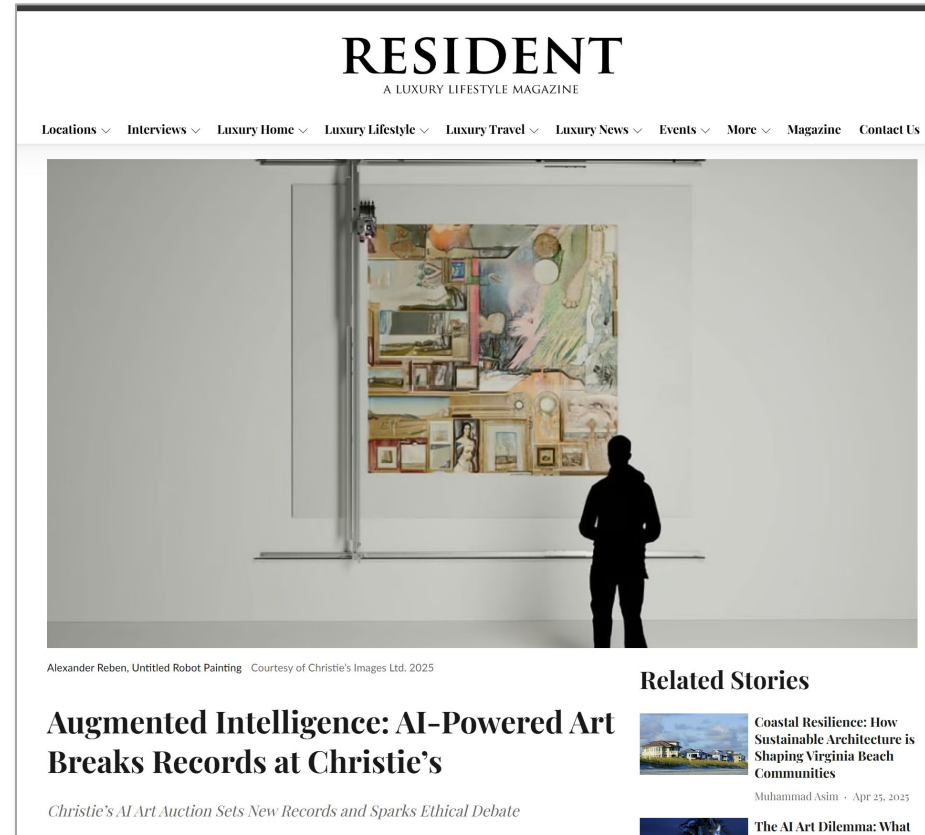 RESIDENT
A LUXURY LIFESTYLE MAGAZINE
Locations Interviews Luxury Home Luxury Lifestyle Luxury Travel Luxury News Events More Magazine Contact Us
Alexander Reben, Untitled Robot Painting Courtesy of Christie's Images Ltd. 2025
Augmented Intelligence: AI-Powered Art
Breaks Records at Christie’s
Christie’s AI Art Auction Sets New Records and Sparks Ethical Debate
Related Stories
Coastal Resilience: How
Sustainable Architecture is
Shaping Virginia Beach
Communities
Muhammad Asim · Apr 25, 2025
The AI Art Dilemma: What